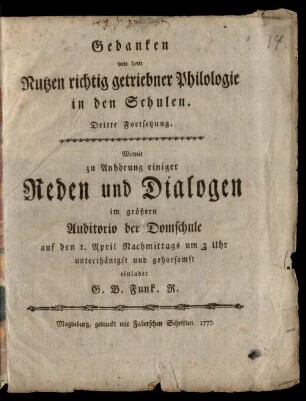 14.
Gedanken
von dem
Nutzen richtig getriebner Philologie
in den Schulen.
Dritte Fortsetzung.
Womit
zu Anhörung einiger
Reden und Dialogen
im größern
Auditorio der Domschule
auf den 1. April Nachmittags um 3 Uhr
unterthänigst und gehorsamst
einladet
G. B. Funk. R.
Magdeburg, gedruckt mit Faberschen Schriften. 1777.